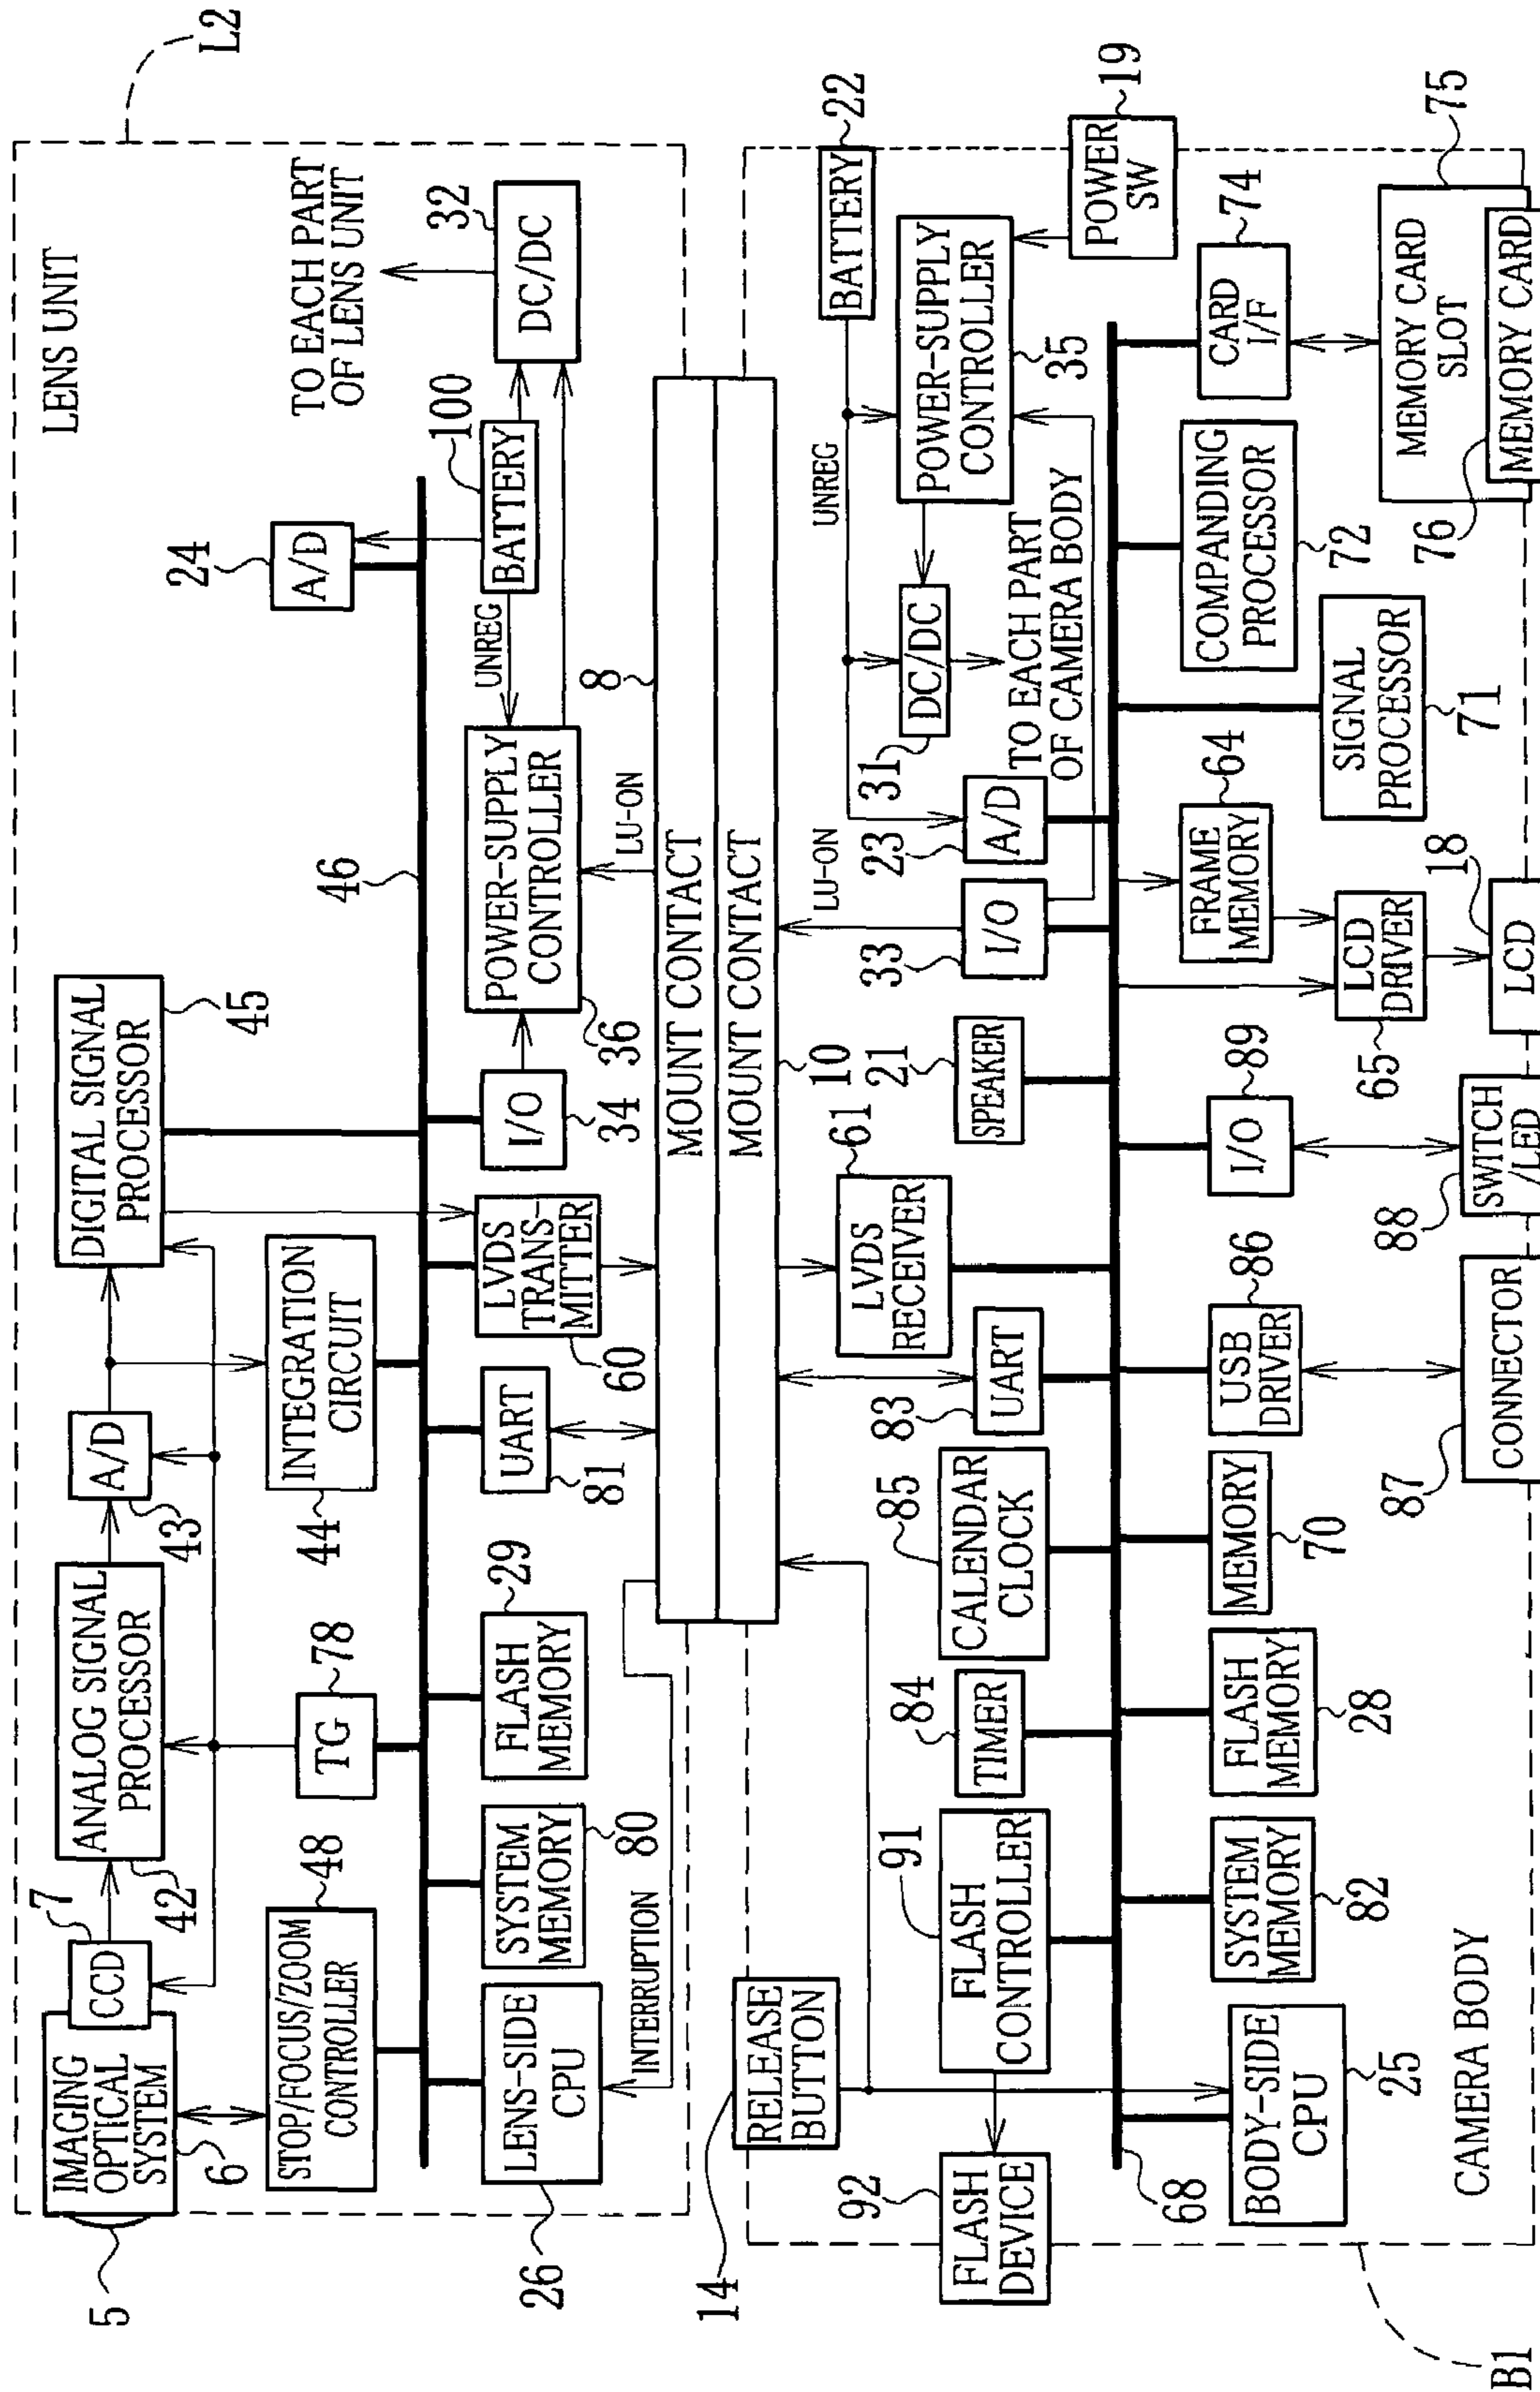 L2
LENS UNIT
5
IMAGING
OPTICAL
SYSTEM
6
CCD
7
ANALOG SIGNAL
PROCESSOR
42
A/D
43
DIGITAL SIGNAL
PROCESSOR
45
STOP/FOCUS/ZOOM
CONTROLLER
48
TG
78
INTEGRATION
CIRCUIT
44
46
A/D
24
TO EACH PART
OF LENS UNIT
LENS-SIDE
CPU
26
SYSTEM
MEMORY
80
FLASH
MEMORY
29
UART
81
LVDS
TRANS-
MITTER
60
I/O
34
POWER-SUPPLY
CONTROLLER
36
UNREG
BATTERY
100
DC/DC
32
INTERRUPTION
LU-ON
8
MOUNT CONTACT
MOUNT CONTACT
10
14
RELEASE
BUTTON
LVDS
RECEIVER
61
LU-ON
UNREG
BATTERY
22
92
FLASH
DEVICE
FLASH
CONTROLLER
91
TIMER
84
CALENDAR
CLOCK
85
UART
83
SPEAKER
21
I/O
33
A/D
23
DC/DC
31
TO EACH PART
OF CAMERA BODY
POWER-SUPPLY
CONTROLLER
35
POWER
SW
19
68
BODY-SIDE
CPU
25
SYSTEM
MEMORY
82
FLASH
MEMORY
28
MEMORY
70
USB
DRIVER
86
I/O
89
FRAME
MEMORY
64
LCD
DRIVER
65
SIGNAL
PROCESSOR
71
COMPANDING
PROCESSOR
72
CARD
I/F
74
MEMORY CARD
SLOT
75
MEMORY CARD
76
CONNECTOR
87
SWITCH
/LED
88
LCD
18
CAMERA BODY
B1